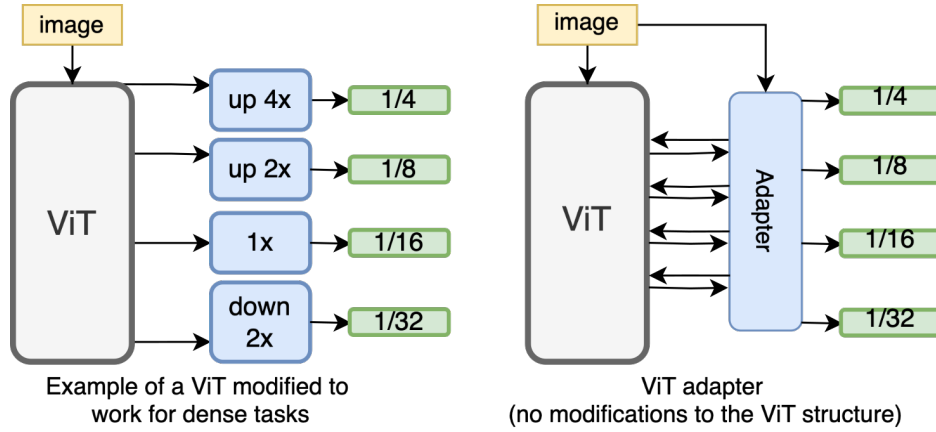 image
ViT
up 4x
1/4
up 2x
1/8
1x
1/16
down
2x
1/32
Example of a ViT modified to
work for dense tasks
image
ViT
Adapter
1/4
1/8
1/16
1/32
ViT adapter
(no modifications to the ViT structure)